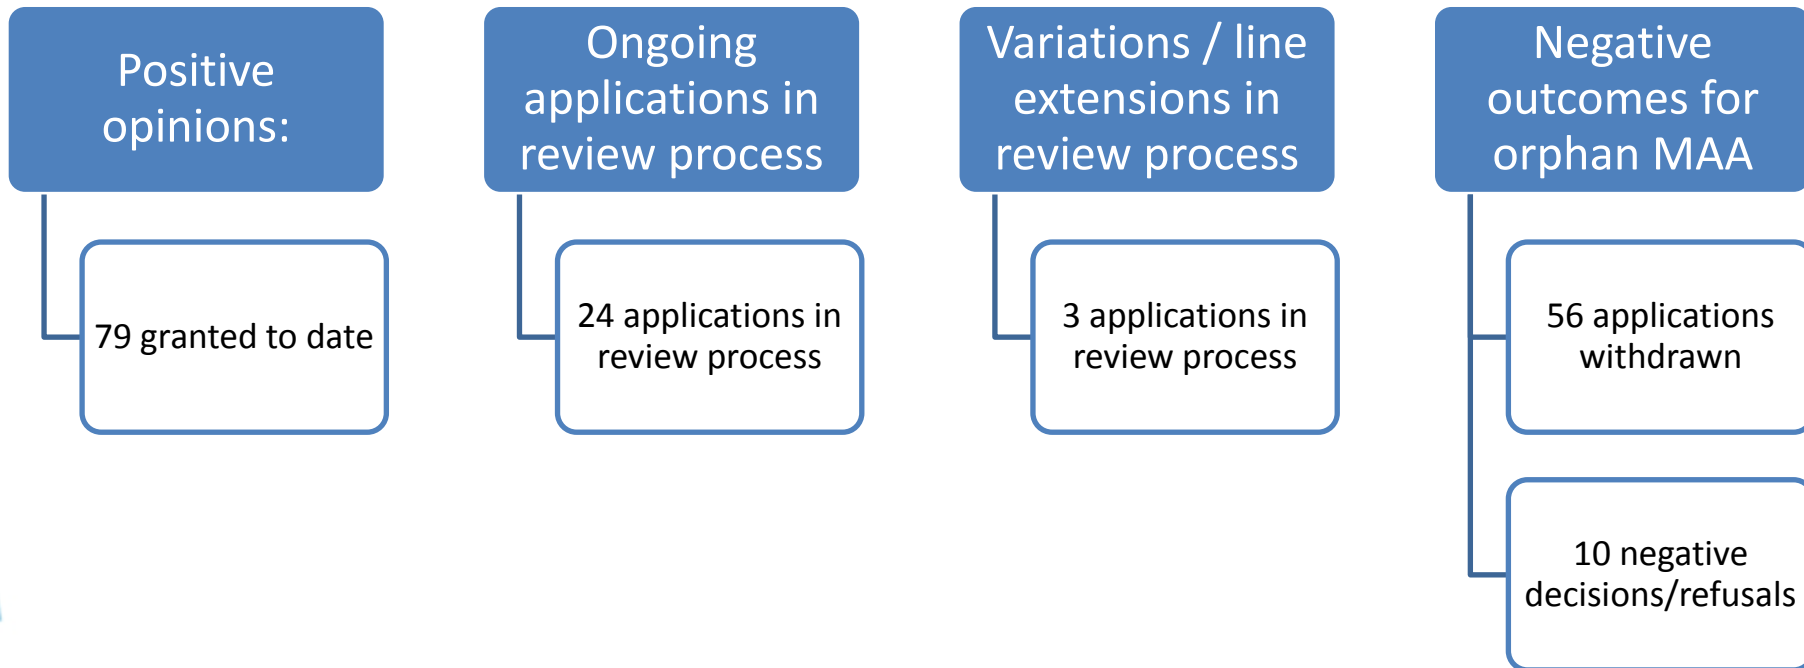 Positive
opinions:
79 granted to date
Ongoing
applications in
review process
24 applications in
review process
Variations / line
extensions in
review process
3 applications in
review process
Negative
outcomes for
orphan MAA
56 applications
withdrawn
10 negative
decisions/refusals